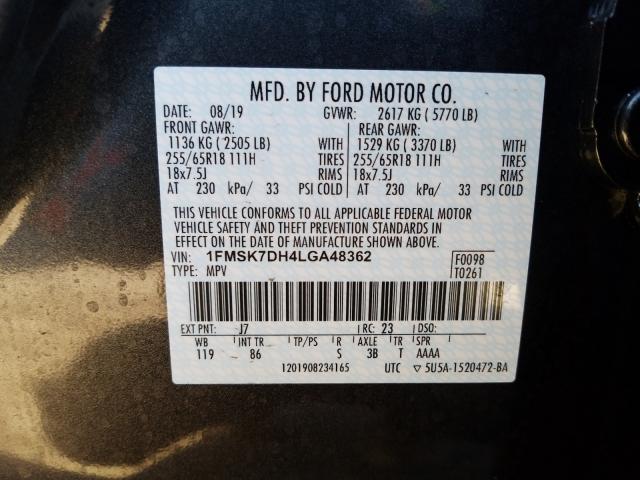 MFD. BY FORD MOTOR CO.
DATE: 08/19 GVWR: 2617 KG ( 5770 LB)
FRONT GAWR: REAR GAWR:
1136 KG ( 2505 LB) WITH 1529 KG ( 3370 LB) WITH
255/65R18 111H TIRES 255/65R18 111H TIRES
18x7.5J RIMS 18x7.5J RIMS
AT 230 kPa/ 33 PSI COLD AT 230 kPa/ 33 PSI COLD
THIS VEHICLE CONFORMS TO ALL APPLICABLE FEDERAL MOTOR
VEHICLE SAFETY AND THEFT PREVENTION STANDARDS IN
EFFECT ON THE DATE OF MANUFACTURE SHOWN ABOVE.
VIN: 1FMSK7DH4LGA48362 F0098
TYPE: MPV T0261
EXT PNT: J7 RC: 23 DSO:
WB INT TR TP/PS R AXLE TR SPR
119 86 S 3B T AAAA
1201908234165 UTC ▽ 5U5A-1520472-BA